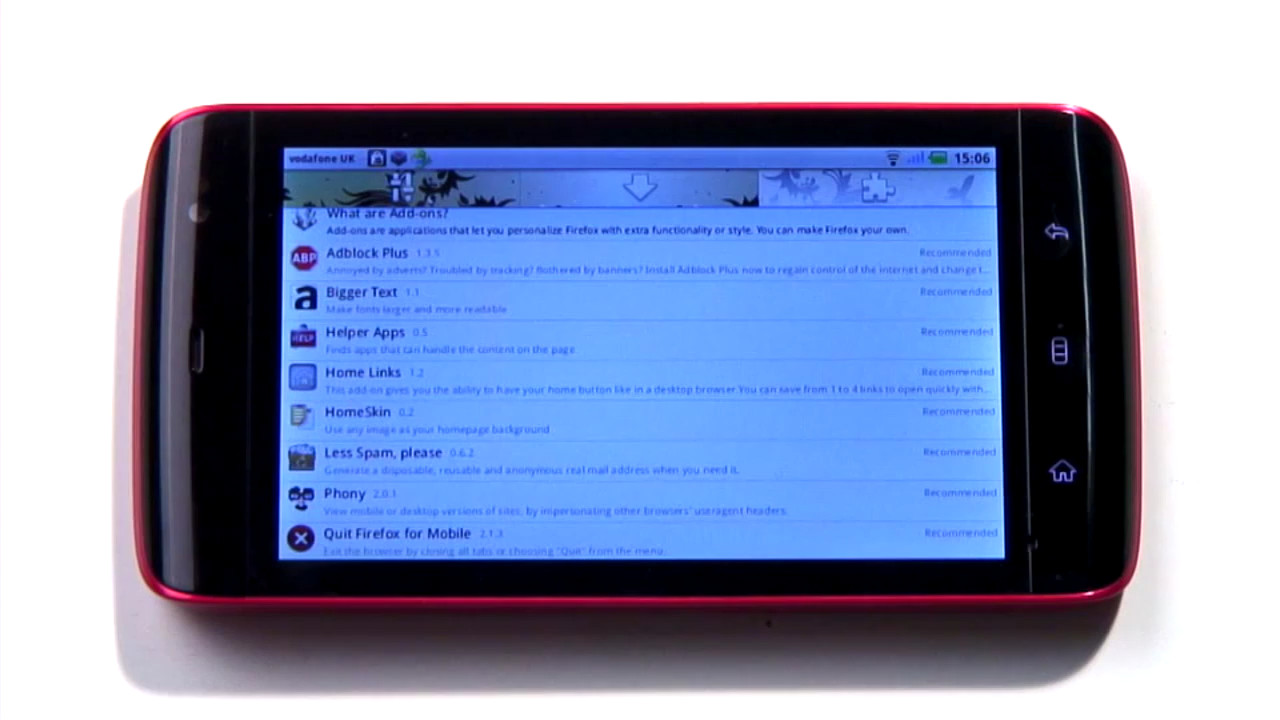 vodafone UK 15:06
What are Add-ons?
Add-ons are applications that let you personalize Firefox with extra functionality or style. You can make Firefox your own.
ABP Adblock Plus 1.3.5 Recommended
Annoyed by adverts? Troubled by tracking? Bothered by banners? Install Adblock Plus now to regain control of the internet and change t...
a Bigger Text 1.1 Recommended
Make fonts larger and more readable
HELP Helper Apps 0.5 Recommended
Finds apps that can handle the content on the page
Home Links 1.2 Recommended
This add-on gives you the ability to have your home button like in a desktop browser.You can save from 1 to 4 links to open quickly with...
HomeSkin 0.2 Recommended
Use any image as your homepage background
Less Spam, please 0.6.2 Recommended
Generate a disposable, reusable and anonymous real mail address when you need it.
Phony 2.0.1 Recommended
View mobile or desktop versions of sites, by impersonating other browsers' useragent headers.
Quit Firefox for Mobile 2.1.3 Recommended
Exit the browser by closing all tabs or choosing "Quit" from the menu.